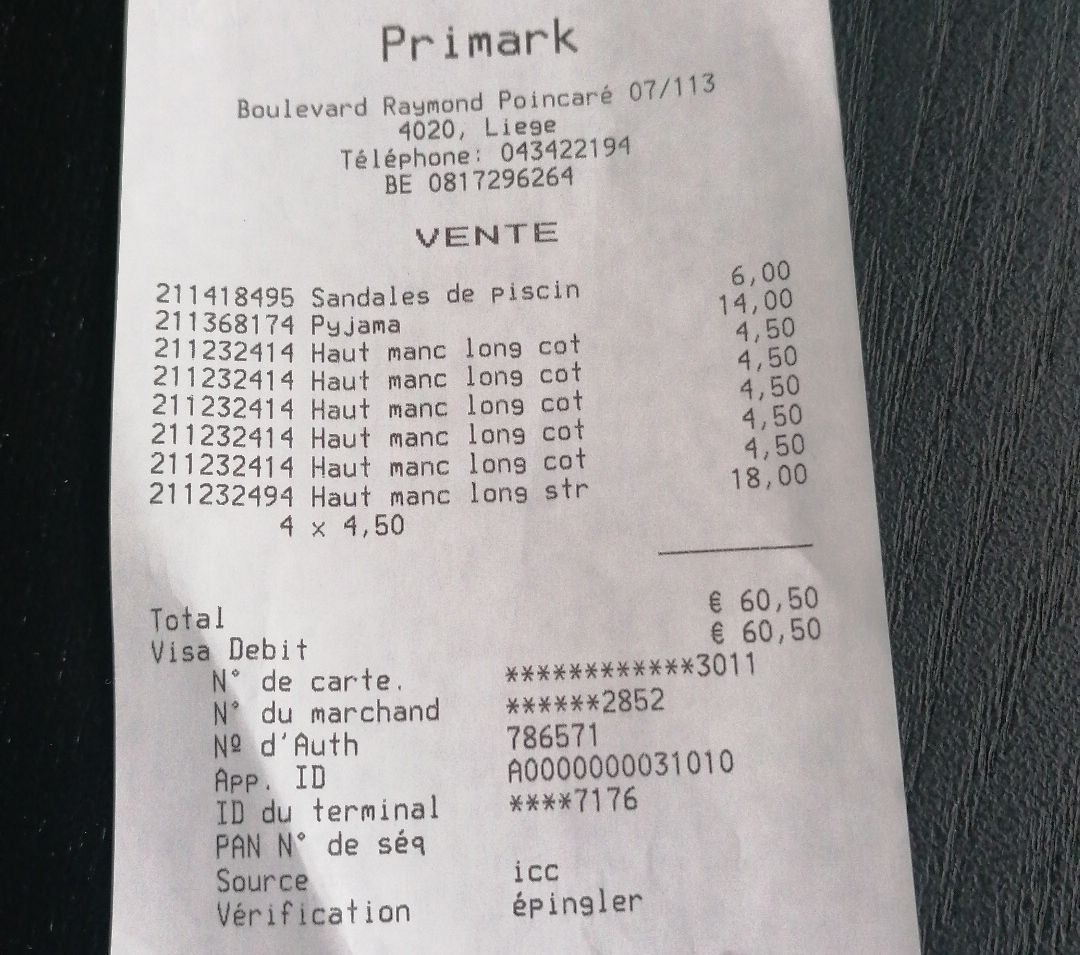 Primark
Boulevard Raymond Poincaré 07/113
4020, Liege
Téléphone: 043422194
BE 0817296264
VENTE
211418495 Sandales de piscin 6,00
211368174 Pyjama 14,00
211232414 Haut manc long cot 4,50
211232414 Haut manc long cot 4,50
211232414 Haut manc long cot 4,50
211232414 Haut manc long cot 4,50
211232414 Haut manc long cot 4,50
211232494 Haut manc long str 18,00
4 x 4,50
Total € 60,50
Visa Debit € 60,50
N° de carte. ************3011
N° du marchand ******2852
Nº d'Auth 786571
App. ID A0000000031010
ID du terminal ****7176
PAN N° de séq
Source icc
Vérification épingler